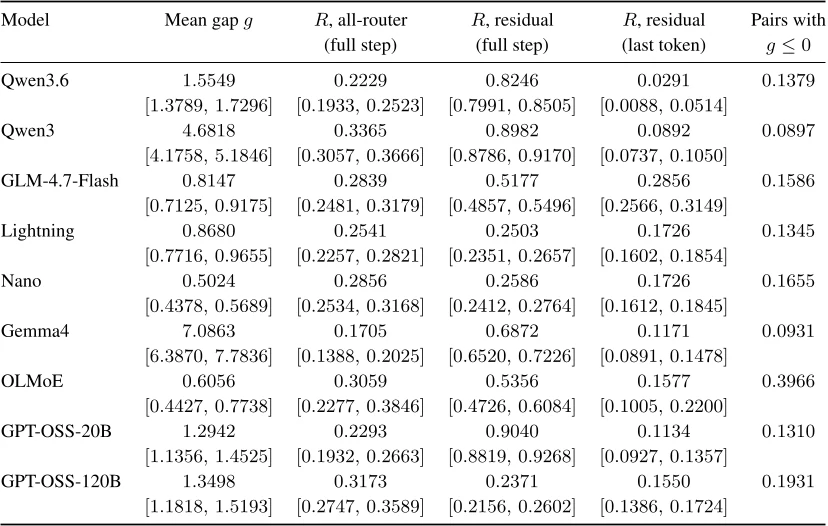 Model Mean gap g R, all-router R, residual R, residual Pairs with
(full step) (full step) (last token) g ≤ 0
Qwen3.6 1.5549 0.2229 0.8246 0.0291 0.1379
[1.3789, 1.7296] [0.1933, 0.2523] [0.7991, 0.8505] [0.0088, 0.0514]
Qwen3 4.6818 0.3365 0.8982 0.0892 0.0897
[4.1758, 5.1846] [0.3057, 0.3666] [0.8786, 0.9170] [0.0737, 0.1050]
GLM-4.7-Flash 0.8147 0.2839 0.5177 0.2856 0.1586
[0.7125, 0.9175] [0.2481, 0.3179] [0.4857, 0.5496] [0.2566, 0.3149]
Lightning 0.8680 0.2541 0.2503 0.1726 0.1345
[0.7716, 0.9655] [0.2257, 0.2821] [0.2351, 0.2657] [0.1602, 0.1854]
Nano 0.5024 0.2856 0.2586 0.1726 0.1655
[0.4378, 0.5689] [0.2534, 0.3168] [0.2412, 0.2764] [0.1612, 0.1845]
Gemma4 7.0863 0.1705 0.6872 0.1171 0.0931
[6.3870, 7.7836] [0.1388, 0.2025] [0.6520, 0.7226] [0.0891, 0.1478]
OLMoE 0.6056 0.3059 0.5356 0.1577 0.3966
[0.4427, 0.7738] [0.2277, 0.3846] [0.4726, 0.6084] [0.1005, 0.2200]
GPT-OSS-20B 1.2942 0.2293 0.9040 0.1134 0.1310
[1.1356, 1.4525] [0.1932, 0.2663] [0.8819, 0.9268] [0.0927, 0.1357]
GPT-OSS-120B 1.3498 0.3173 0.2371 0.1550 0.1931
[1.1818, 1.5193] [0.2747, 0.3589] [0.2156, 0.2602] [0.1386, 0.1724]